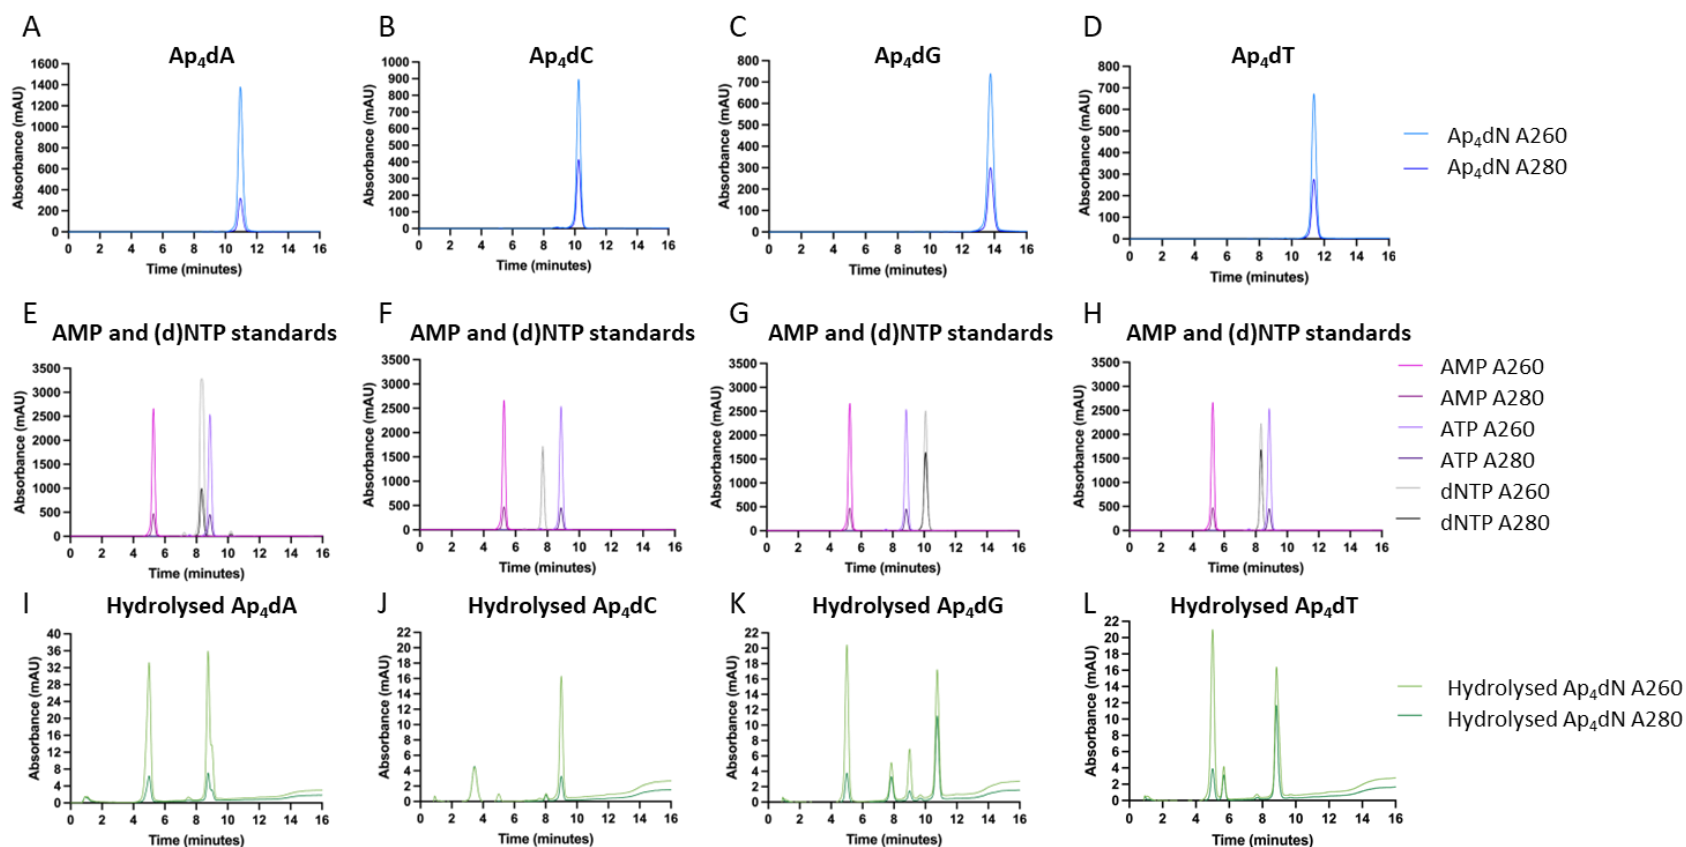 A
Ap₄dA
Absorbance (mAU)
1600
1400
1200
1000
800
600
400
200
0
0 2 4 6 8 10 12 14 16
Time (minutes)
B
Ap₄dC
Absorbance (mAU)
1000
900
800
700
600
500
400
300
200
100
0
0 2 4 6 8 10 12 14 16
Time (minutes)
C
Ap₄dG
Absorbance (mAU)
800
700
600
500
400
300
200
100
0
0 2 4 6 8 10 12 14 16
Time (minutes)
D
Ap₄dT
Absorbance (mAU)
800
700
600
500
400
300
200
100
0
0 2 4 6 8 10 12 14 16
Time (minutes)
Ap₄dN A260
Ap₄dN A280
E
AMP and (d)NTP standards
Absorbance (mAU)
3500
3000
2500
2000
1500
1000
500
0
0 2 4 6 8 10 12 14 16
Time (minutes)
F
AMP and (d)NTP standards
Absorbance (mAU)
3500
3000
2500
2000
1500
1000
500
0
0 2 4 6 8 10 12 14 16
Time (minutes)
G
AMP and (d)NTP standards
Absorbance (mAU)
3500
3000
2500
2000
1500
1000
500
0
0 2 4 6 8 10 12 14 16
Time (minutes)
H
AMP and (d)NTP standards
Absorbance (mAU)
3500
3000
2500
2000
1500
1000
500
0
0 2 4 6 8 10 12 14 16
Time (minutes)
AMP A260
AMP A280
ATP A260
ATP A280
dNTP A260
dNTP A280
I
Hydrolysed Ap₄dA
Absorbance (mAU)
40
36
32
28
24
20
16
12
8
4
0
0 2 4 6 8 10 12 14 16
Time (minutes)
J
Hydrolysed Ap₄dC
Absorbance (mAU)
22
20
18
16
14
12
10
8
6
4
2
0
0 2 4 6 8 10 12 14 16
Time (minutes)
K
Hydrolysed Ap₄dG
Absorbance (mAU)
22
20
18
16
14
12
10
8
6
4
2
0
0 2 4 6 8 10 12 14 16
Time (minutes)
L
Hydrolysed Ap₄dT
Absorbance (mAU)
22
20
18
16
14
12
10
8
6
4
2
0
0 2 4 6 8 10 12 14 16
Time (minutes)
Hydrolysed Ap₄dN A260
Hydrolysed Ap₄dN A280